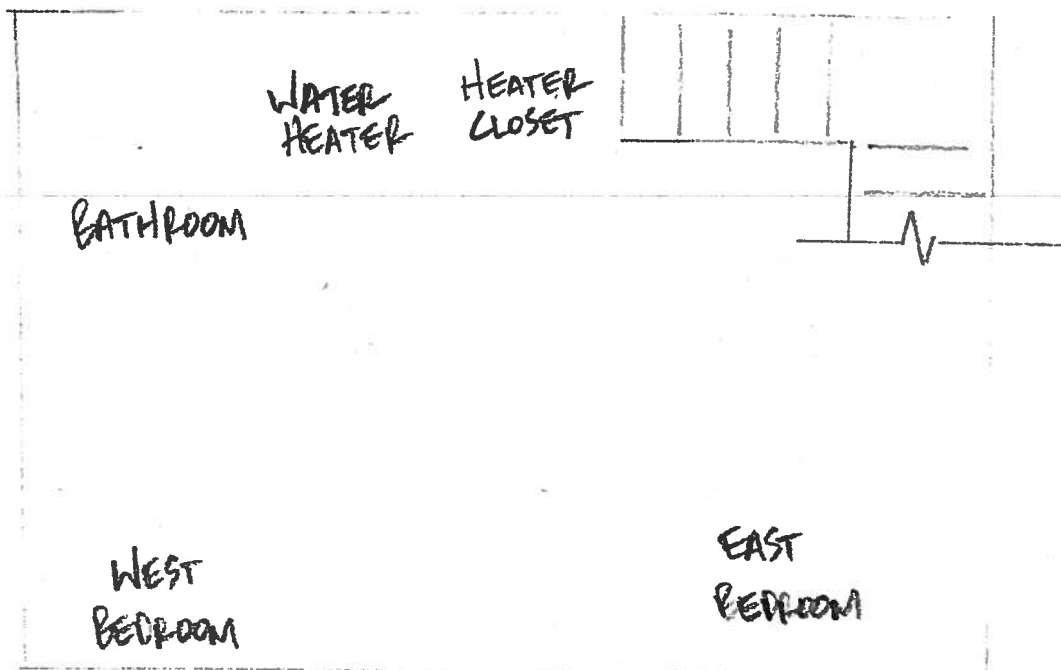 WATER
HEATER
HEATER
CLOSET
BATHROOM
WEST
BEDROOM
EAST
BEDROOM